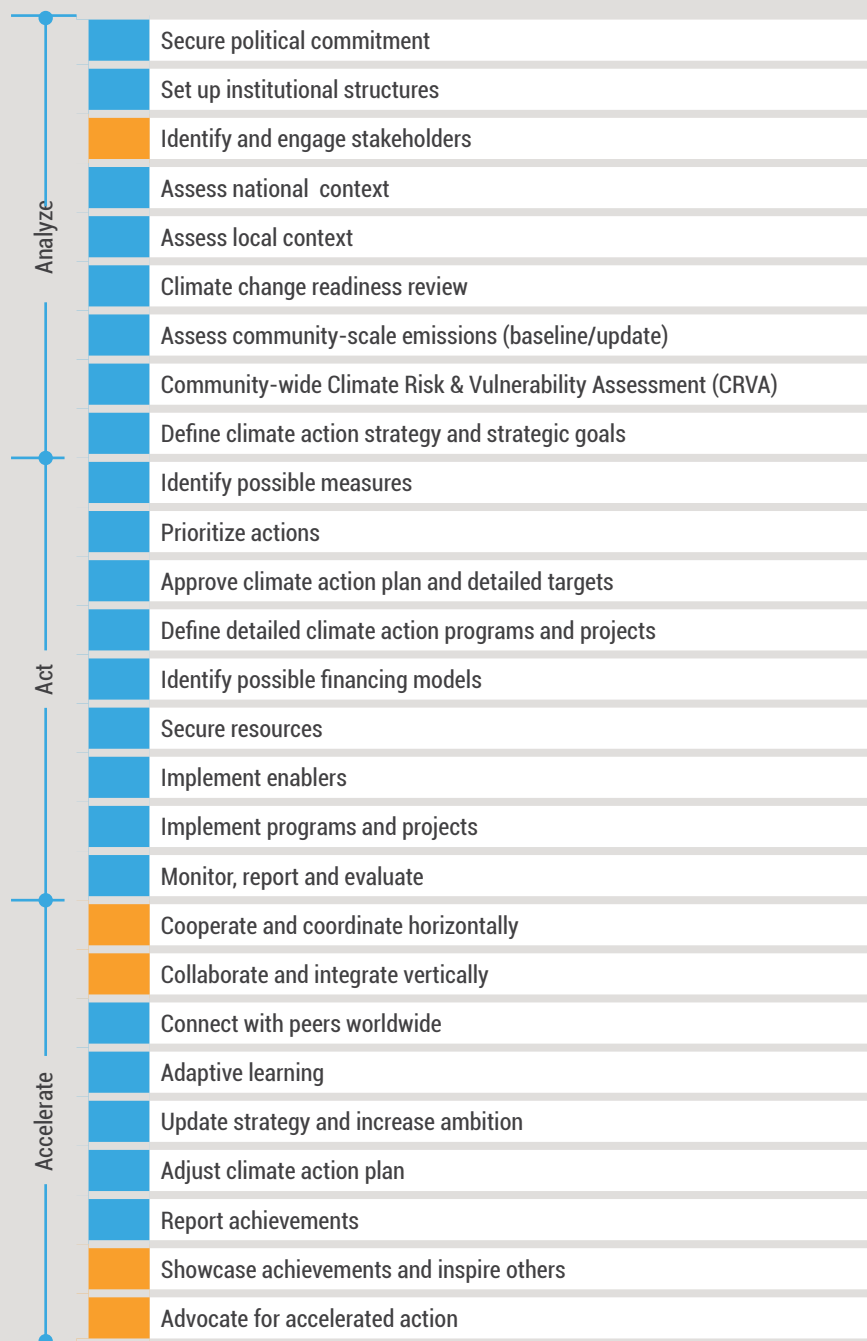 Analyze
Secure political commitment
Set up institutional structures
Identify and engage stakeholders
Assess national  context
Assess local context
Climate change readiness review
Assess community-scale emissions (baseline/update)
Community-wide Climate Risk & Vulnerability Assessment (CRVA)
Define climate action strategy and strategic goals
Act
Identify possible measures
Prioritize actions
Approve climate action plan and detailed targets
Define detailed climate action programs and projects
Identify possible financing models
Secure resources
Implement enablers
Implement programs and projects
Monitor, report and evaluate
Accelerate
Cooperate and coordinate horizontally
Collaborate and integrate vertically
Connect with peers worldwide
Adaptive learning
Update strategy and increase ambition
Adjust climate action plan
Report achievements
Showcase achievements and inspire others
Advocate for accelerated action